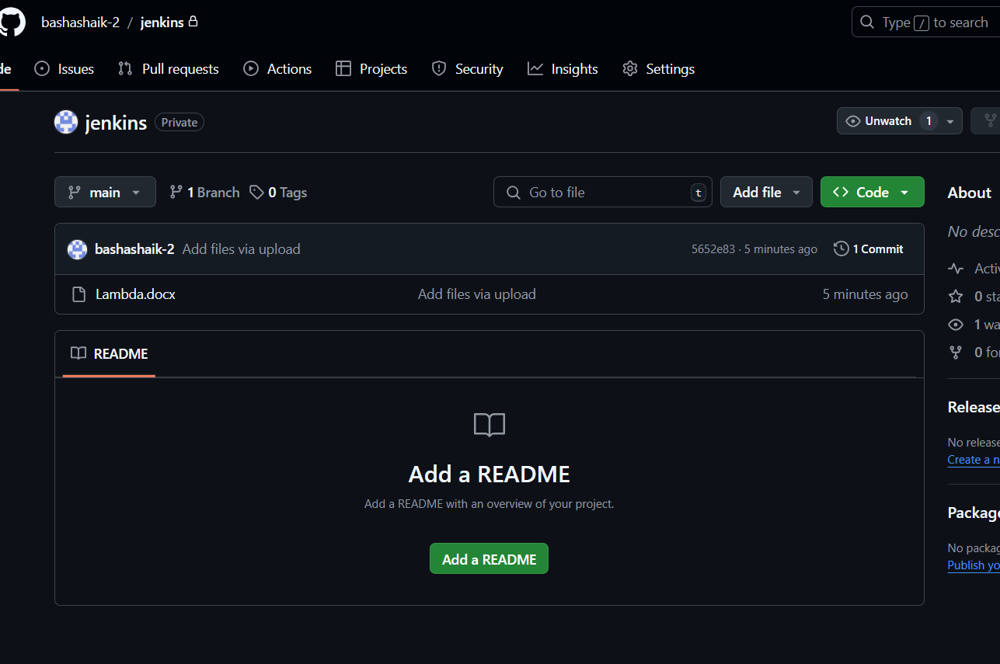 bashashaik-2 / jenkins
Type / to search
de
Issues
Pull requests
Actions
Projects
Security
Insights
Settings
jenkins
Private
Unwatch 1
main
1 Branch
0 Tags
Go to file
t
Add file
Code
About
bashashaik-2 Add files via upload
5652e83 · 5 minutes ago
1 Commit
No desc
Lambda.docx
Add files via upload
5 minutes ago
Activ
0 sta
1 wa
0 for
README
Release
No release
Create a n
Add a README
Add a README with an overview of your project.
Add a README
Package
No packag
Publish yo